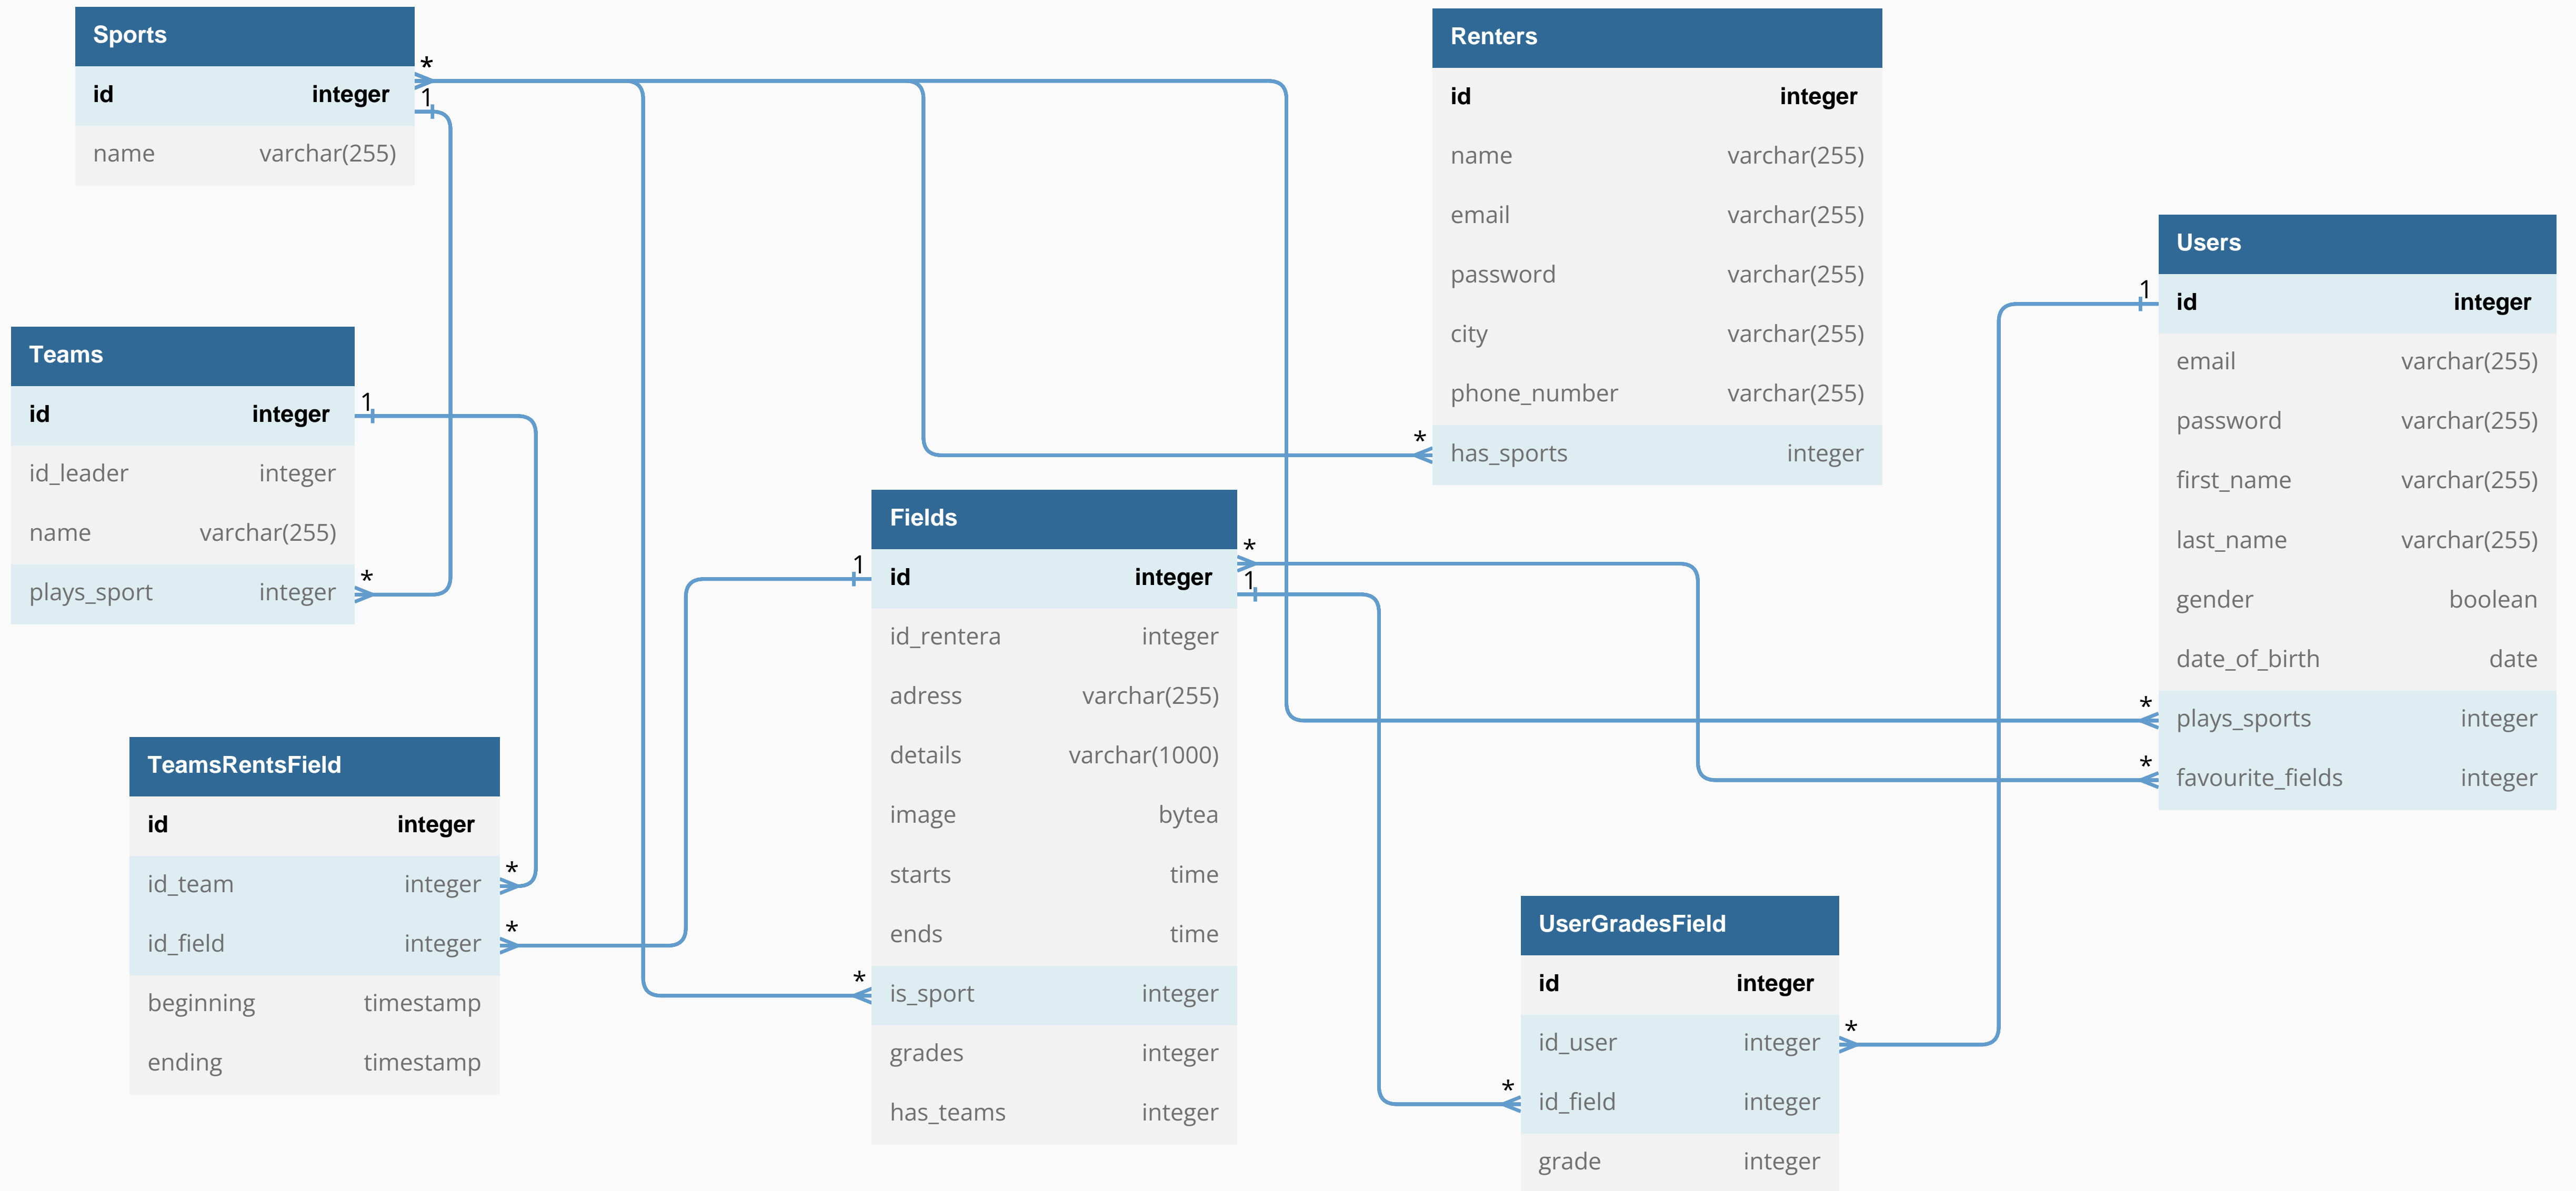 Sports
* 
id integer
1
name varchar(255)
Renters
id integer
name varchar(255)
email varchar(255)
password varchar(255)
city varchar(255)
phone_number varchar(255)
* has_sports integer
Users
1
id integer
email varchar(255)
password varchar(255)
first_name varchar(255)
last_name varchar(255)
gender boolean
date_of_birth date
* plays_sports integer
* favourite_fields integer
Teams
id integer 1
id_leader integer
name varchar(255)
plays_sport integer *
Fields
*
1 id integer 1
id_rentera integer
adress varchar(255)
details varchar(1000)
image bytea
starts time
ends time
* is_sport integer
grades integer
has_teams integer
TeamsRentsField
id integer
id_team integer *
id_field integer *
beginning timestamp
ending timestamp
UserGradesField
id integer
id_user integer *
* id_field integer
grade integer